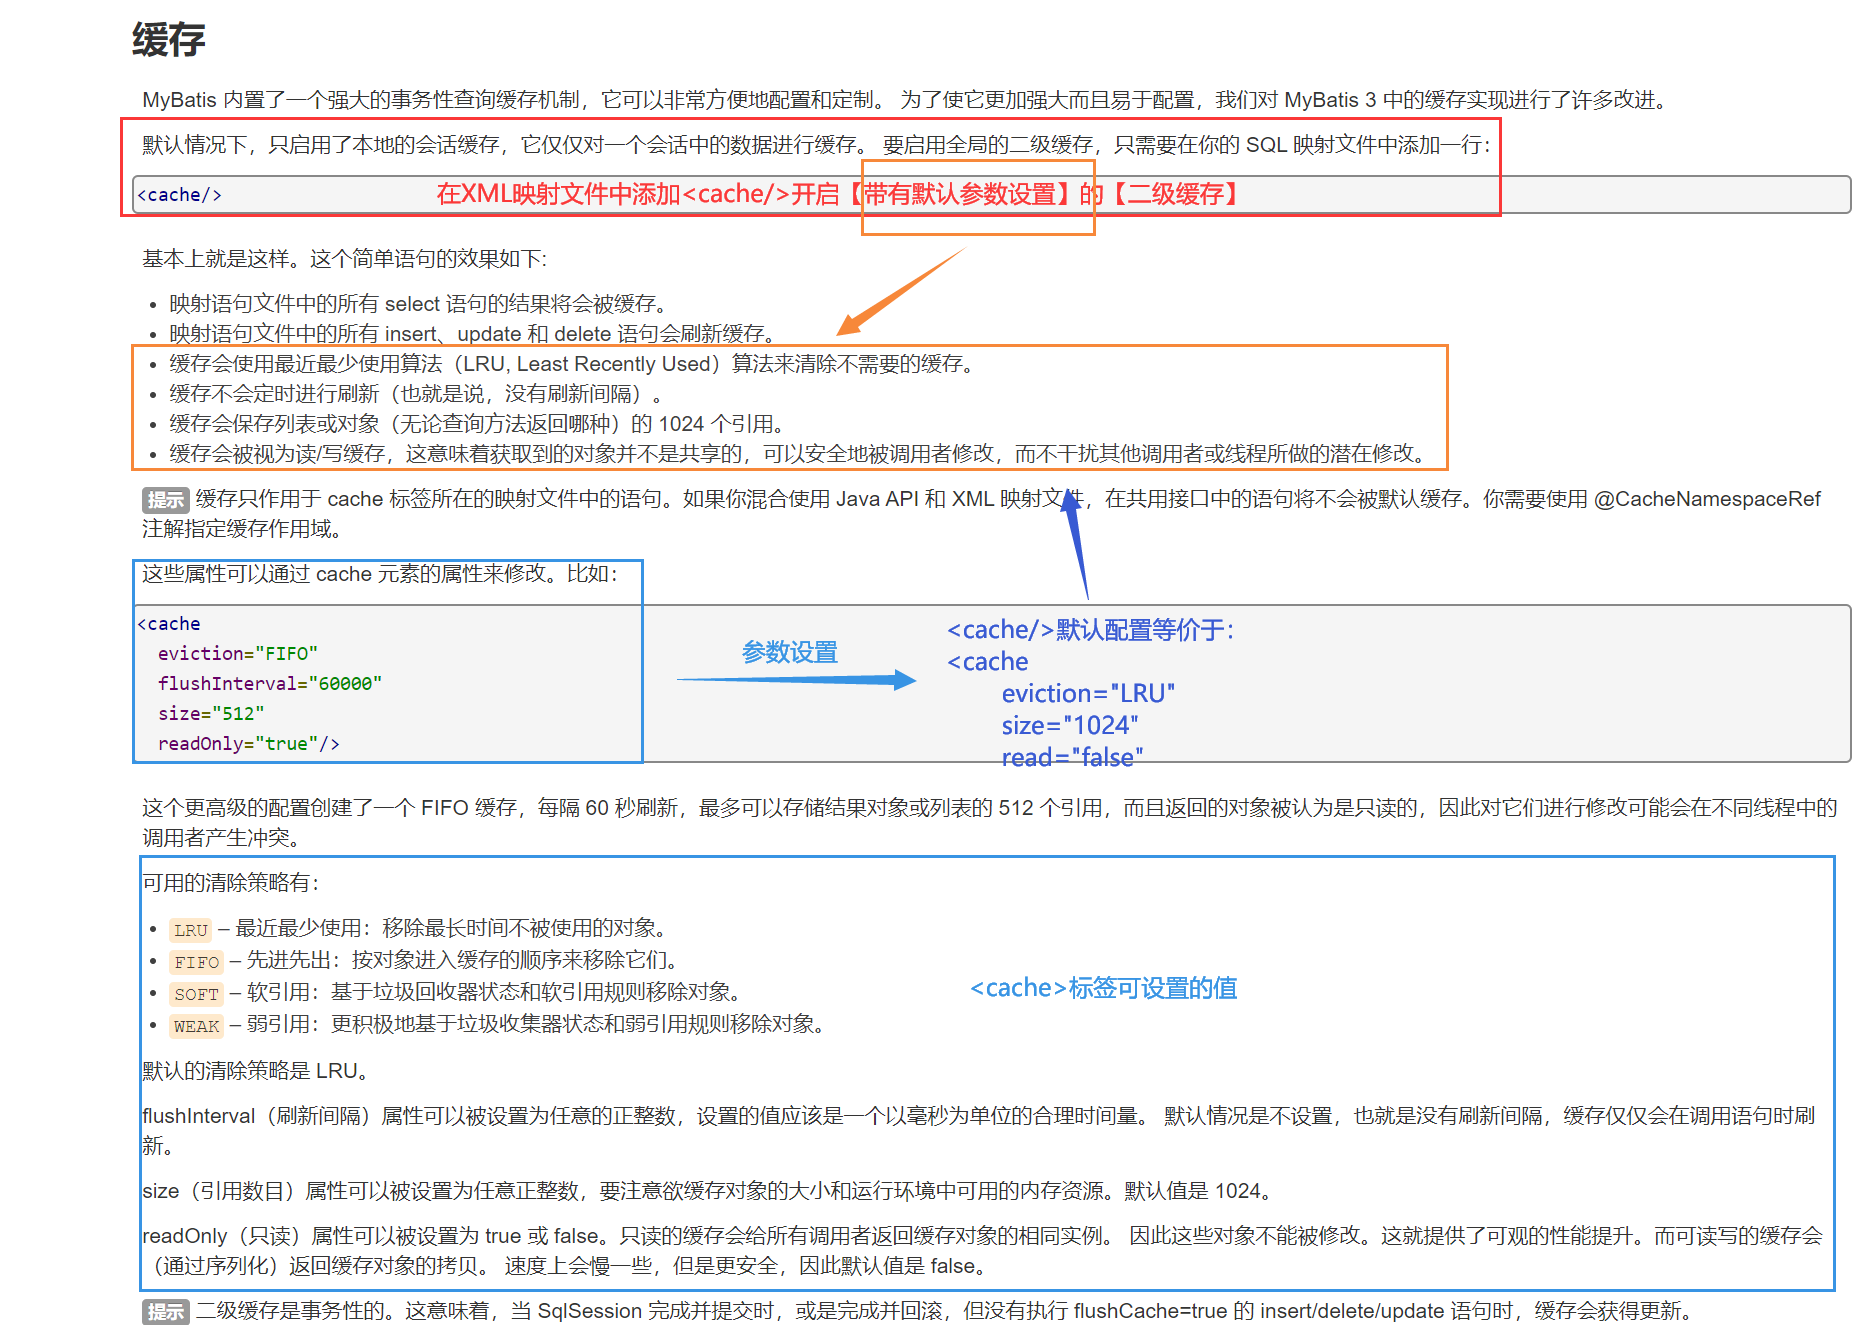 缓存
MyBatis 内置了一个强大的事务性查询缓存机制，它可以非常方便地配置和定制。 为了使它更加强大而且易于配置，我们对 MyBatis 3 中的缓存实现进行了许多改进。
默认情况下，只启用了本地的会话缓存，它仅仅对一个会话中的数据进行缓存。 要启用全局的二级缓存，只需要在你的 SQL 映射文件中添加一行：
<cache/>
在XML映射文件中添加<cache/>开启【带有默认参数设置】的【二级缓存】
基本上就是这样。这个简单语句的效果如下:
• 映射语句文件中的所有 select 语句的结果将会被缓存。
• 映射语句文件中的所有 insert、update 和 delete 语句会刷新缓存。
• 缓存会使用最近最少使用算法（LRU, Least Recently Used）算法来清除不需要的缓存。
• 缓存不会定时进行刷新（也就是说，没有刷新间隔）。
• 缓存会保存列表或对象（无论查询方法返回哪种）的 1024 个引用。
• 缓存会被视为读/写缓存，这意味着获取到的对象并不是共享的，可以安全地被调用者修改，而不干扰其他调用者或线程所做的潜在修改。
提示 缓存只作用于 cache 标签所在的映射文件中的语句。如果你混合使用 Java API 和 XML 映射文件，在共用接口中的语句将不会被默认缓存。你需要使用 @CacheNamespaceRef
注解指定缓存作用域。
这些属性可以通过 cache 元素的属性来修改。比如：
<cache
eviction="FIFO"
flushInterval="60000"
size="512"
readOnly="true"/>
参数设置
<cache/>默认配置等价于：
<cache
eviction="LRU"
size="1024"
read="false"
这个更高级的配置创建了一个 FIFO 缓存，每隔 60 秒刷新，最多可以存储结果对象或列表的 512 个引用，而且返回的对象被认为是只读的，因此对它们进行修改可能会在不同线程中的
调用者产生冲突。
可用的清除策略有：
• LRU – 最近最少使用：移除最长时间不被使用的对象。
• FIFO – 先进先出：按对象进入缓存的顺序来移除它们。
• SOFT – 软引用：基于垃圾回收器状态和软引用规则移除对象。
• WEAK – 弱引用：更积极地基于垃圾收集器状态和弱引用规则移除对象。
<cache>标签可设置的值
默认的清除策略是 LRU。
flushInterval（刷新间隔）属性可以被设置为任意的正整数，设置的值应该是一个以毫秒为单位的合理时间量。 默认情况是不设置，也就是没有刷新间隔，缓存仅仅会在调用语句时刷
新。
size（引用数目）属性可以被设置为任意正整数，要注意欲缓存对象的大小和运行环境中可用的内存资源。默认值是 1024。
readOnly（只读）属性可以被设置为 true 或 false。只读的缓存会给所有调用者返回缓存对象的相同实例。 因此这些对象不能被修改。这就提供了可观的性能提升。而可读写的缓存会
（通过序列化）返回缓存对象的拷贝。 速度上会慢一些，但是更安全，因此默认值是 false。
提示 二级缓存是事务性的。这意味着，当 SqlSession 完成并提交时，或是完成并回滚，但没有执行 flushCache=true 的 insert/delete/update 语句时，缓存会获得更新。